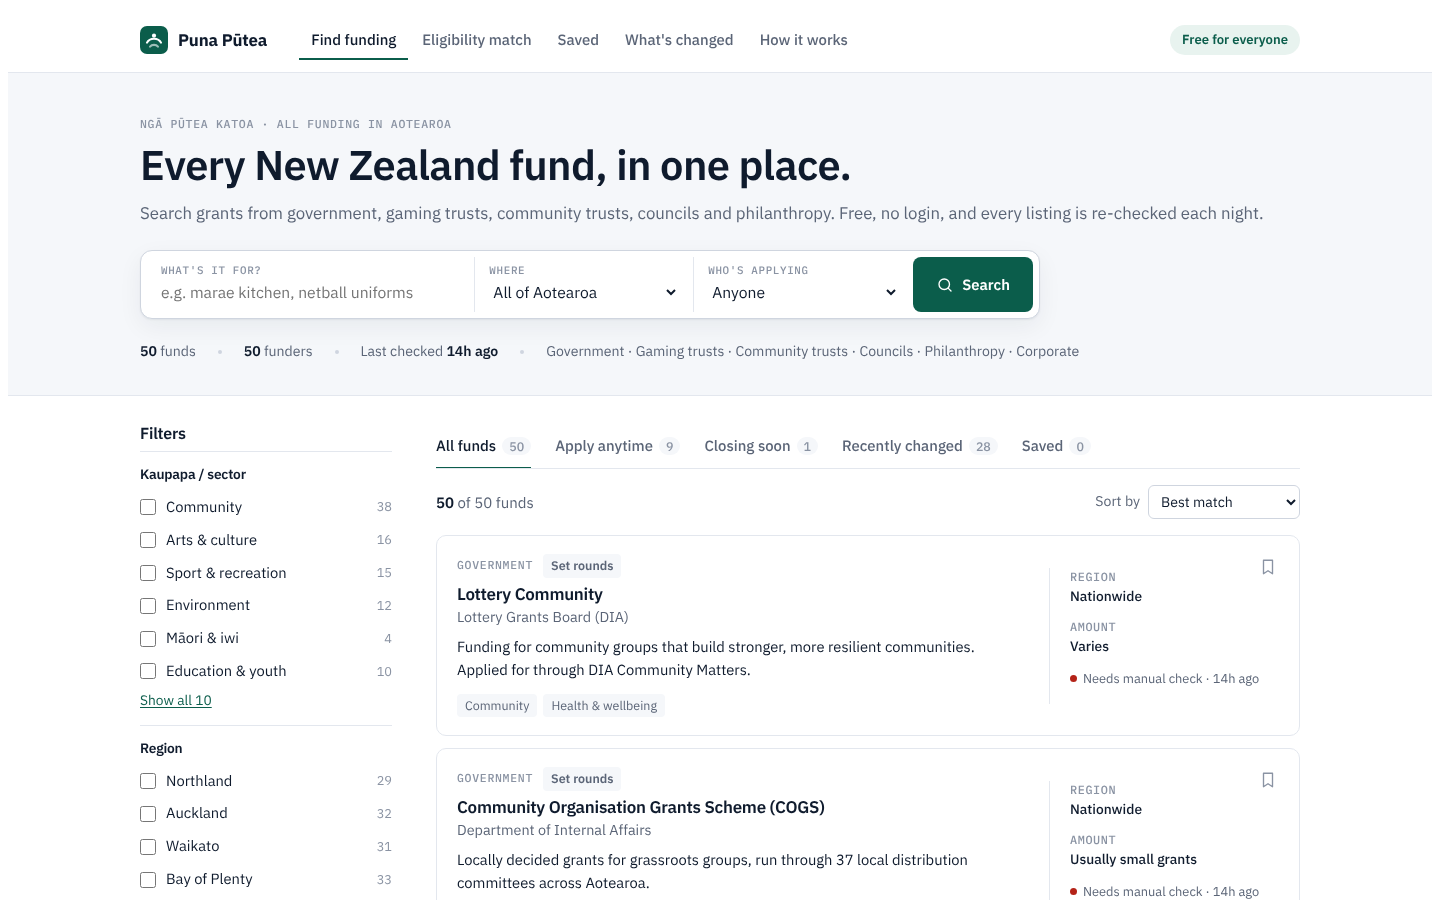 Puna Pūtea
Find funding
Eligibility match
Saved
What's changed
How it works
Free for everyone
NGĀ PŪTEA KATOA · ALL FUNDING IN AOTEAROA
Every New Zealand fund, in one place.
Search grants from government, gaming trusts, community trusts, councils and philanthropy. Free, no login, and every listing is re-checked each night.
WHAT'S IT FOR?
e.g. marae kitchen, netball uniforms
WHERE
All of Aotearoa
WHO'S APPLYING
Anyone
Search
50 funds • 50 funders • Last checked 14h ago • Government · Gaming trusts · Community trusts · Councils · Philanthropy · Corporate
Filters
Kaupapa / sector
Community 38
Arts & culture 16
Sport & recreation 15
Environment 12
Māori & iwi 4
Education & youth 10
Show all 10
Region
Northland 29
Auckland 32
Waikato 31
Bay of Plenty 33
All funds 50
Apply anytime 9
Closing soon 1
Recently changed 28
Saved 0
50 of 50 funds
Sort by Best match
GOVERNMENT Set rounds
Lottery Community
Lottery Grants Board (DIA)
Funding for community groups that build stronger, more resilient communities.
Applied for through DIA Community Matters.
Community Health & wellbeing
REGION
Nationwide
AMOUNT
Varies
Needs manual check · 14h ago
GOVERNMENT Set rounds
Community Organisation Grants Scheme (COGS)
Department of Internal Affairs
Locally decided grants for grassroots groups, run through 37 local distribution
committees across Aotearoa.
REGION
Nationwide
AMOUNT
Usually small grants
Needs manual check · 14h ago